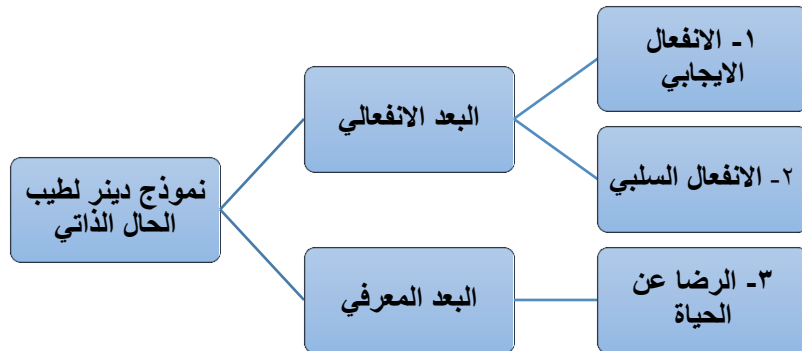 نموذج دينر لطيب
الحال الذاتي
البعد الانفعالي
١- الانفعال
الايجابي
٢- الانفعال السلبي
البعد المعرفي
٣- الرضا عن
الحياة